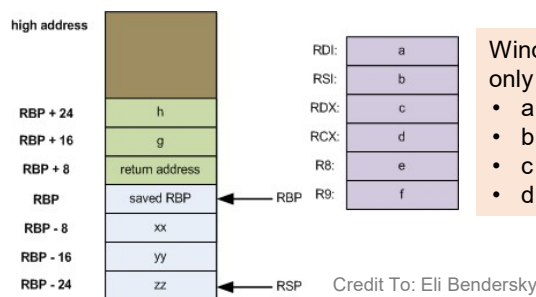 high address
RBP + 24 h
RBP + 16 g
RBP + 8 return address
RBP saved RBP RBP
RBP - 8 xx
RBP - 16 yy
RBP - 24 zz RSP
RDI: a
RSI: b
RDX: c
RCX: d
R8: e
R9: f
only
• a
• b
• c
• d
Credit To: Eli Bendersky